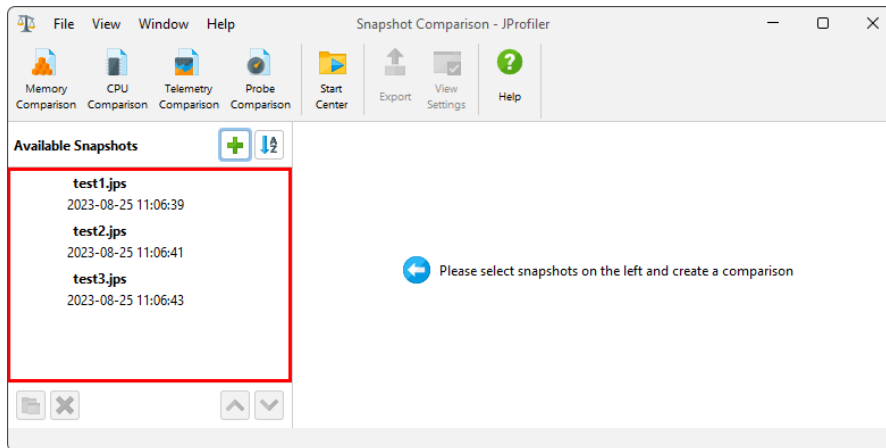 File View Window Help Snapshot Comparison - JProfiler
Memory Comparison
CPU Comparison
Telemetry Comparison
Probe Comparison
Start Center
Export
View Settings
Help
Available Snapshots
test1.jps
2023-08-25 11:06:39
test2.jps
2023-08-25 11:06:41
test3.jps
2023-08-25 11:06:43
Please select snapshots on the left and create a comparison